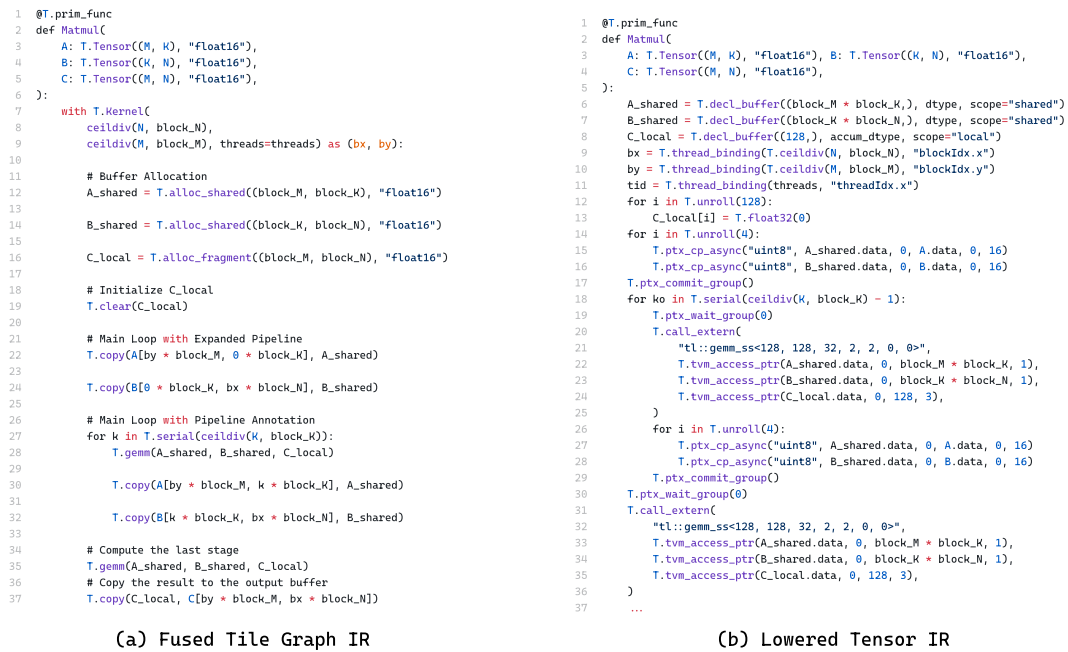 1 @T.prim_func
2 def Matmul(
3     A: T.Tensor((M, K), "float16"),
4     B: T.Tensor((K, N), "float16"),
5     C: T.Tensor((M, N), "float16"),
6 ):
7     with T.Kernel(
8         ceildiv(N, block_N),
9         ceildiv(M, block_M), threads=threads) as (bx, by):
10
11         # Buffer Allocation
12         A_shared = T.alloc_shared((block_M, block_K), "float16")
13
14         B_shared = T.alloc_shared((block_K, block_N), "float16")
15
16         C_local = T.alloc_fragment((block_M, block_N), "float16")
17
18         # Initialize C_local
19         T.clear(C_local)
20
21         # Main Loop with Expanded Pipeline
22         T.copy(A[by * block_M, 0 * block_K], A_shared)
23
24         T.copy(B[0 * block_K, bx * block_N], B_shared)
25
26         # Main Loop with Pipeline Annotation
27         for k in T.serial(ceildiv(K, block_K)):
28             T.gemm(A_shared, B_shared, C_local)
29
30             T.copy(A[by * block_M, k * block_K], A_shared)
31
32             T.copy(B[k * block_K, bx * block_N], B_shared)
33
34         # Compute the last stage
35         T.gemm(A_shared, B_shared, C_local)
36         # Copy the result to the output buffer
37         T.copy(C_local, C[by * block_M, bx * block_N])
(a) Fused Tile Graph IR
1 @T.prim_func
2 def Matmul(
3     A: T.Tensor((M, K), "float16"), B: T.Tensor((K, N), "float16"),
4     C: T.Tensor((M, N), "float16"),
5 ):
6     A_shared = T.decl_buffer((block_M * block_K,), dtype, scope="shared")
7     B_shared = T.decl_buffer((block_K * block_N,), dtype, scope="shared")
8     C_local = T.decl_buffer((128,), accum_dtype, scope="local")
9     bx = T.thread_binding(T.ceildiv(N, block_N), "blockIdx.x")
10     by = T.thread_binding(T.ceildiv(M, block_M), "blockIdx.y")
11     tid = T.thread_binding(threads, "threadIdx.x")
12     for i in T.unroll(128):
13         C_local[i] = T.float32(0)
14     for i in T.unroll(4):
15         T.ptx_cp_async("uint8", A_shared.data, 0, A.data, 0, 16)
16         T.ptx_cp_async("uint8", B_shared.data, 0, B.data, 0, 16)
17     T.ptx_commit_group()
18     for ko in T.serial(ceildiv(K, block_K) - 1):
19         T.ptx_wait_group(0)
20         T.call_extern(
21             "tl::gemm_ss<128, 128, 32, 2, 2, 0, 0>",
22             T.tvm_access_ptr(A_shared.data, 0, block_M * block_K, 1),
23             T.tvm_access_ptr(B_shared.data, 0, block_K * block_N, 1),
24             T.tvm_access_ptr(C_local.data, 0, 128, 3),
25         )
26         for i in T.unroll(4):
27             T.ptx_cp_async("uint8", A_shared.data, 0, A.data, 0, 16)
28             T.ptx_cp_async("uint8", B_shared.data, 0, B.data, 0, 16)
29         T.ptx_commit_group()
30     T.ptx_wait_group(0)
31     T.call_extern(
32         "tl::gemm_ss<128, 128, 32, 2, 2, 0, 0>",
33         T.tvm_access_ptr(A_shared.data, 0, block_M * block_K, 1),
34         T.tvm_access_ptr(B_shared.data, 0, block_K * block_N, 1),
35         T.tvm_access_ptr(C_local.data, 0, 128, 3),
36     )
37     ...
(b) Lowered Tensor IR